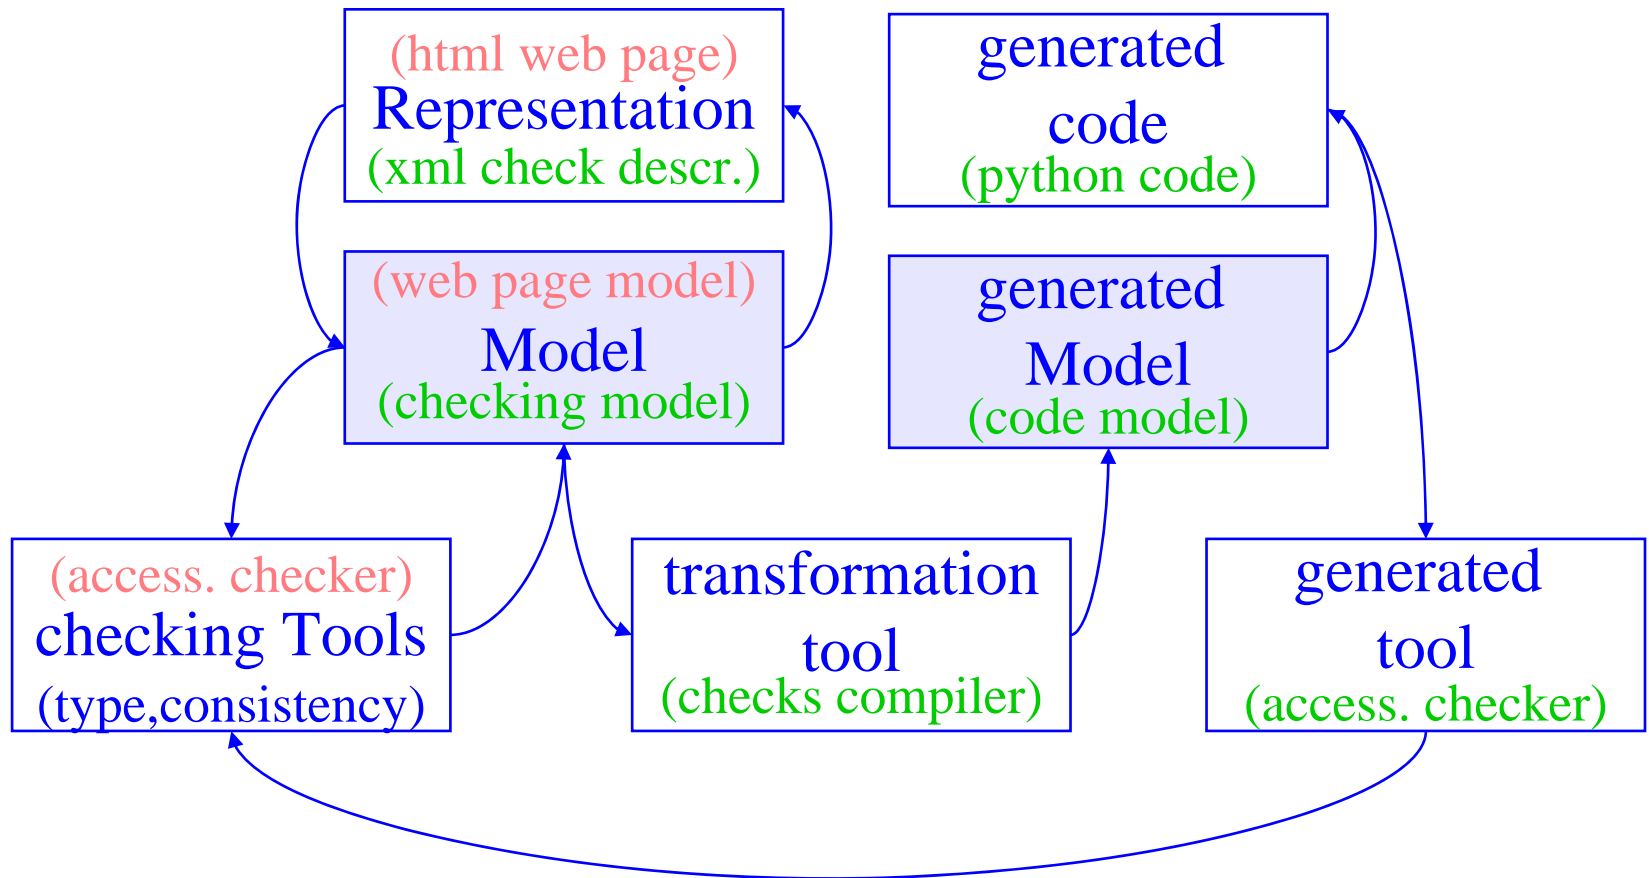 (html web page)
Representation
(xml check descr.)
generated
code
(python code)
(web page model)
Model
(checking model)
generated
Model
(code model)
(access. checker)
checking Tools
(type,consistency)
transformation
tool
(checks compiler)
generated
tool
(access. checker)